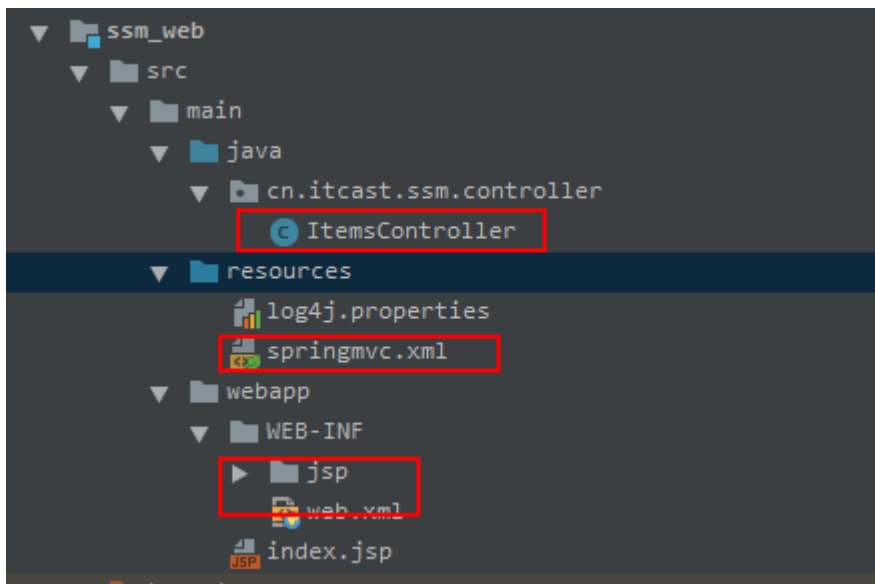 ssm_web
src
main
java
cn.itcast.ssm.controller
ItemsController
resources
log4j.properties
springmvc.xml
webapp
WEB-INF
jsp
web.xml
index.jsp